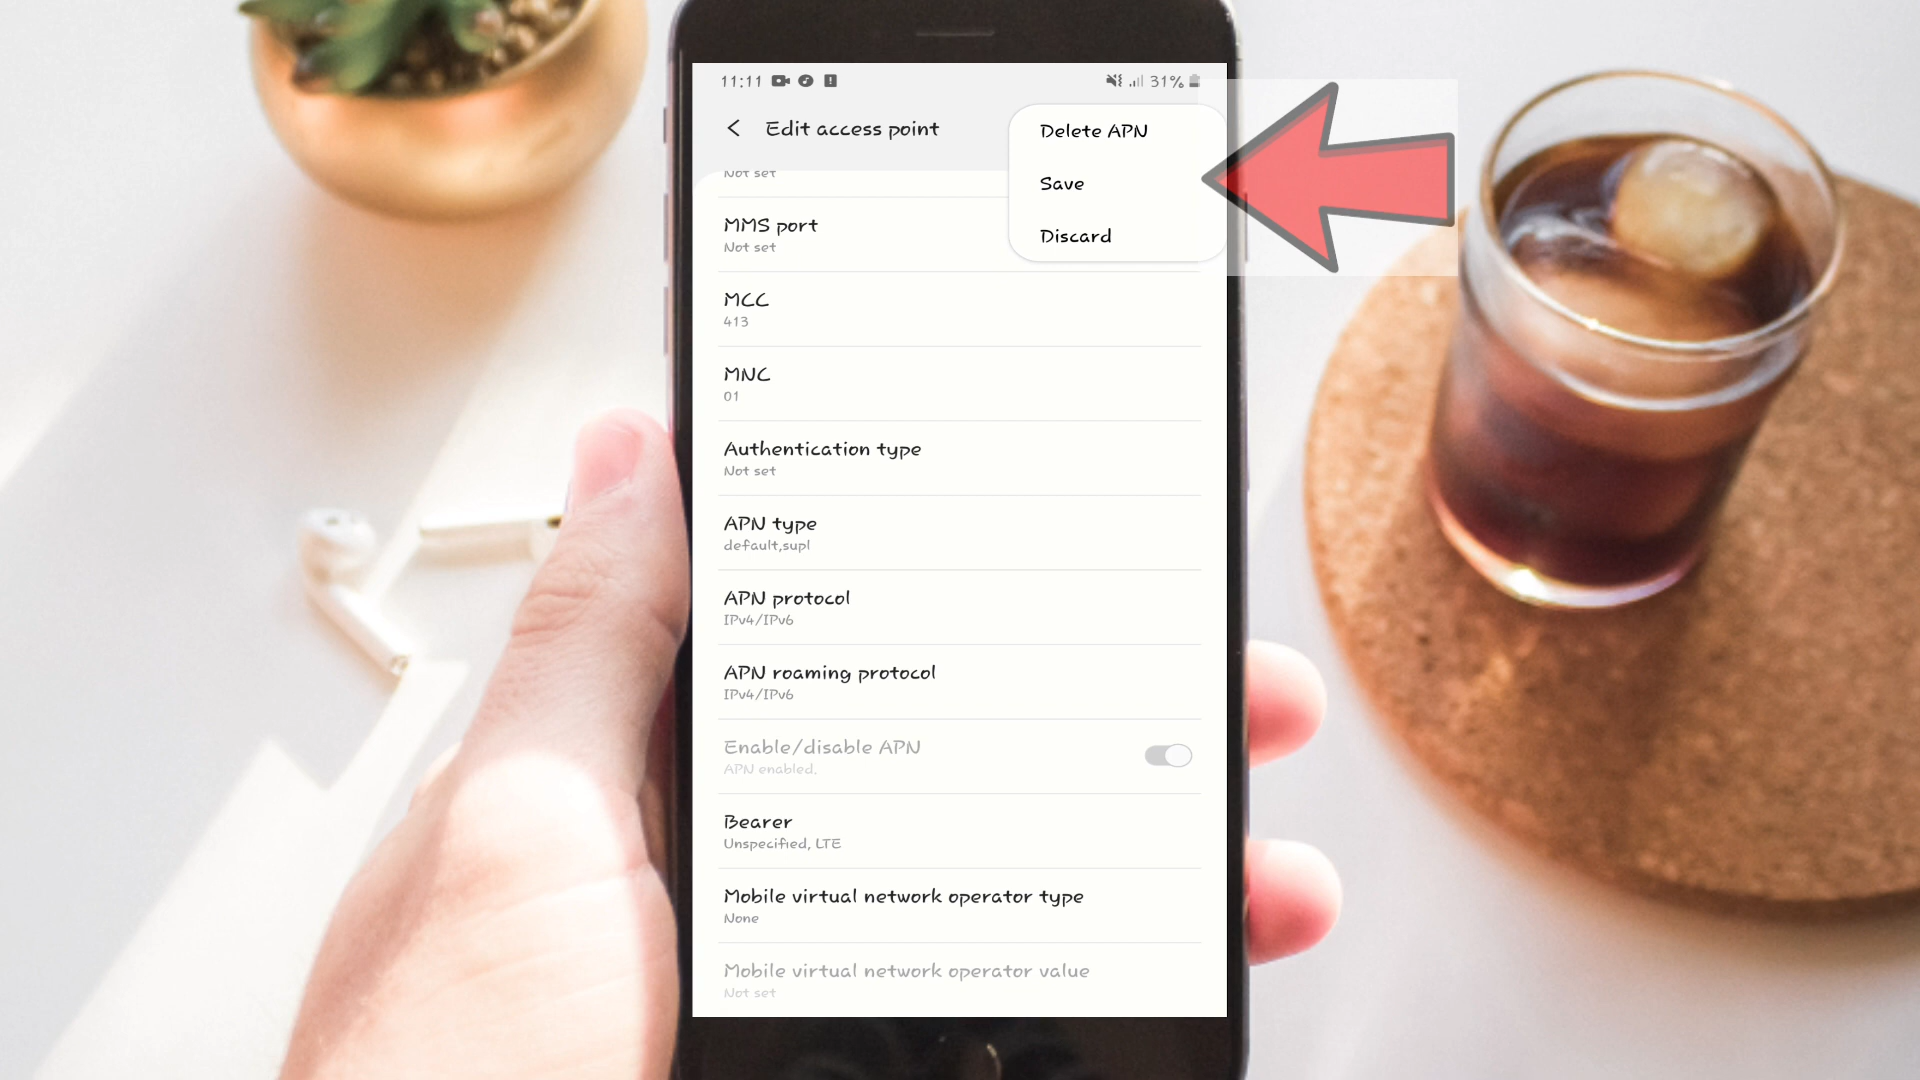 11:11
31%
Edit access point
Delete APN
Save
Discard
Not set
MMS port
Not set
MCC
413
MNC
01
Authentication type
Not set
APN type
default,supl
APN protocol
IPv4/IPv6
APN roaming protocol
IPv4/IPv6
Enable/disable APN
APN enabled.
Bearer
Unspecified, LTE
Mobile virtual network operator type
None
Mobile virtual network operator value
Not set